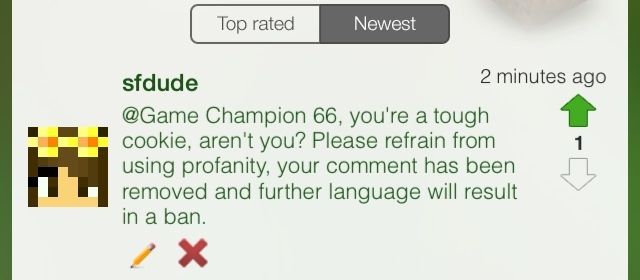 Top rated
Newest
sfdude
2 minutes ago
@Game Champion 66, you're a tough
cookie, aren't you? Please refrain from
using profanity, your comment has been
removed and further language will result
in a ban.
1